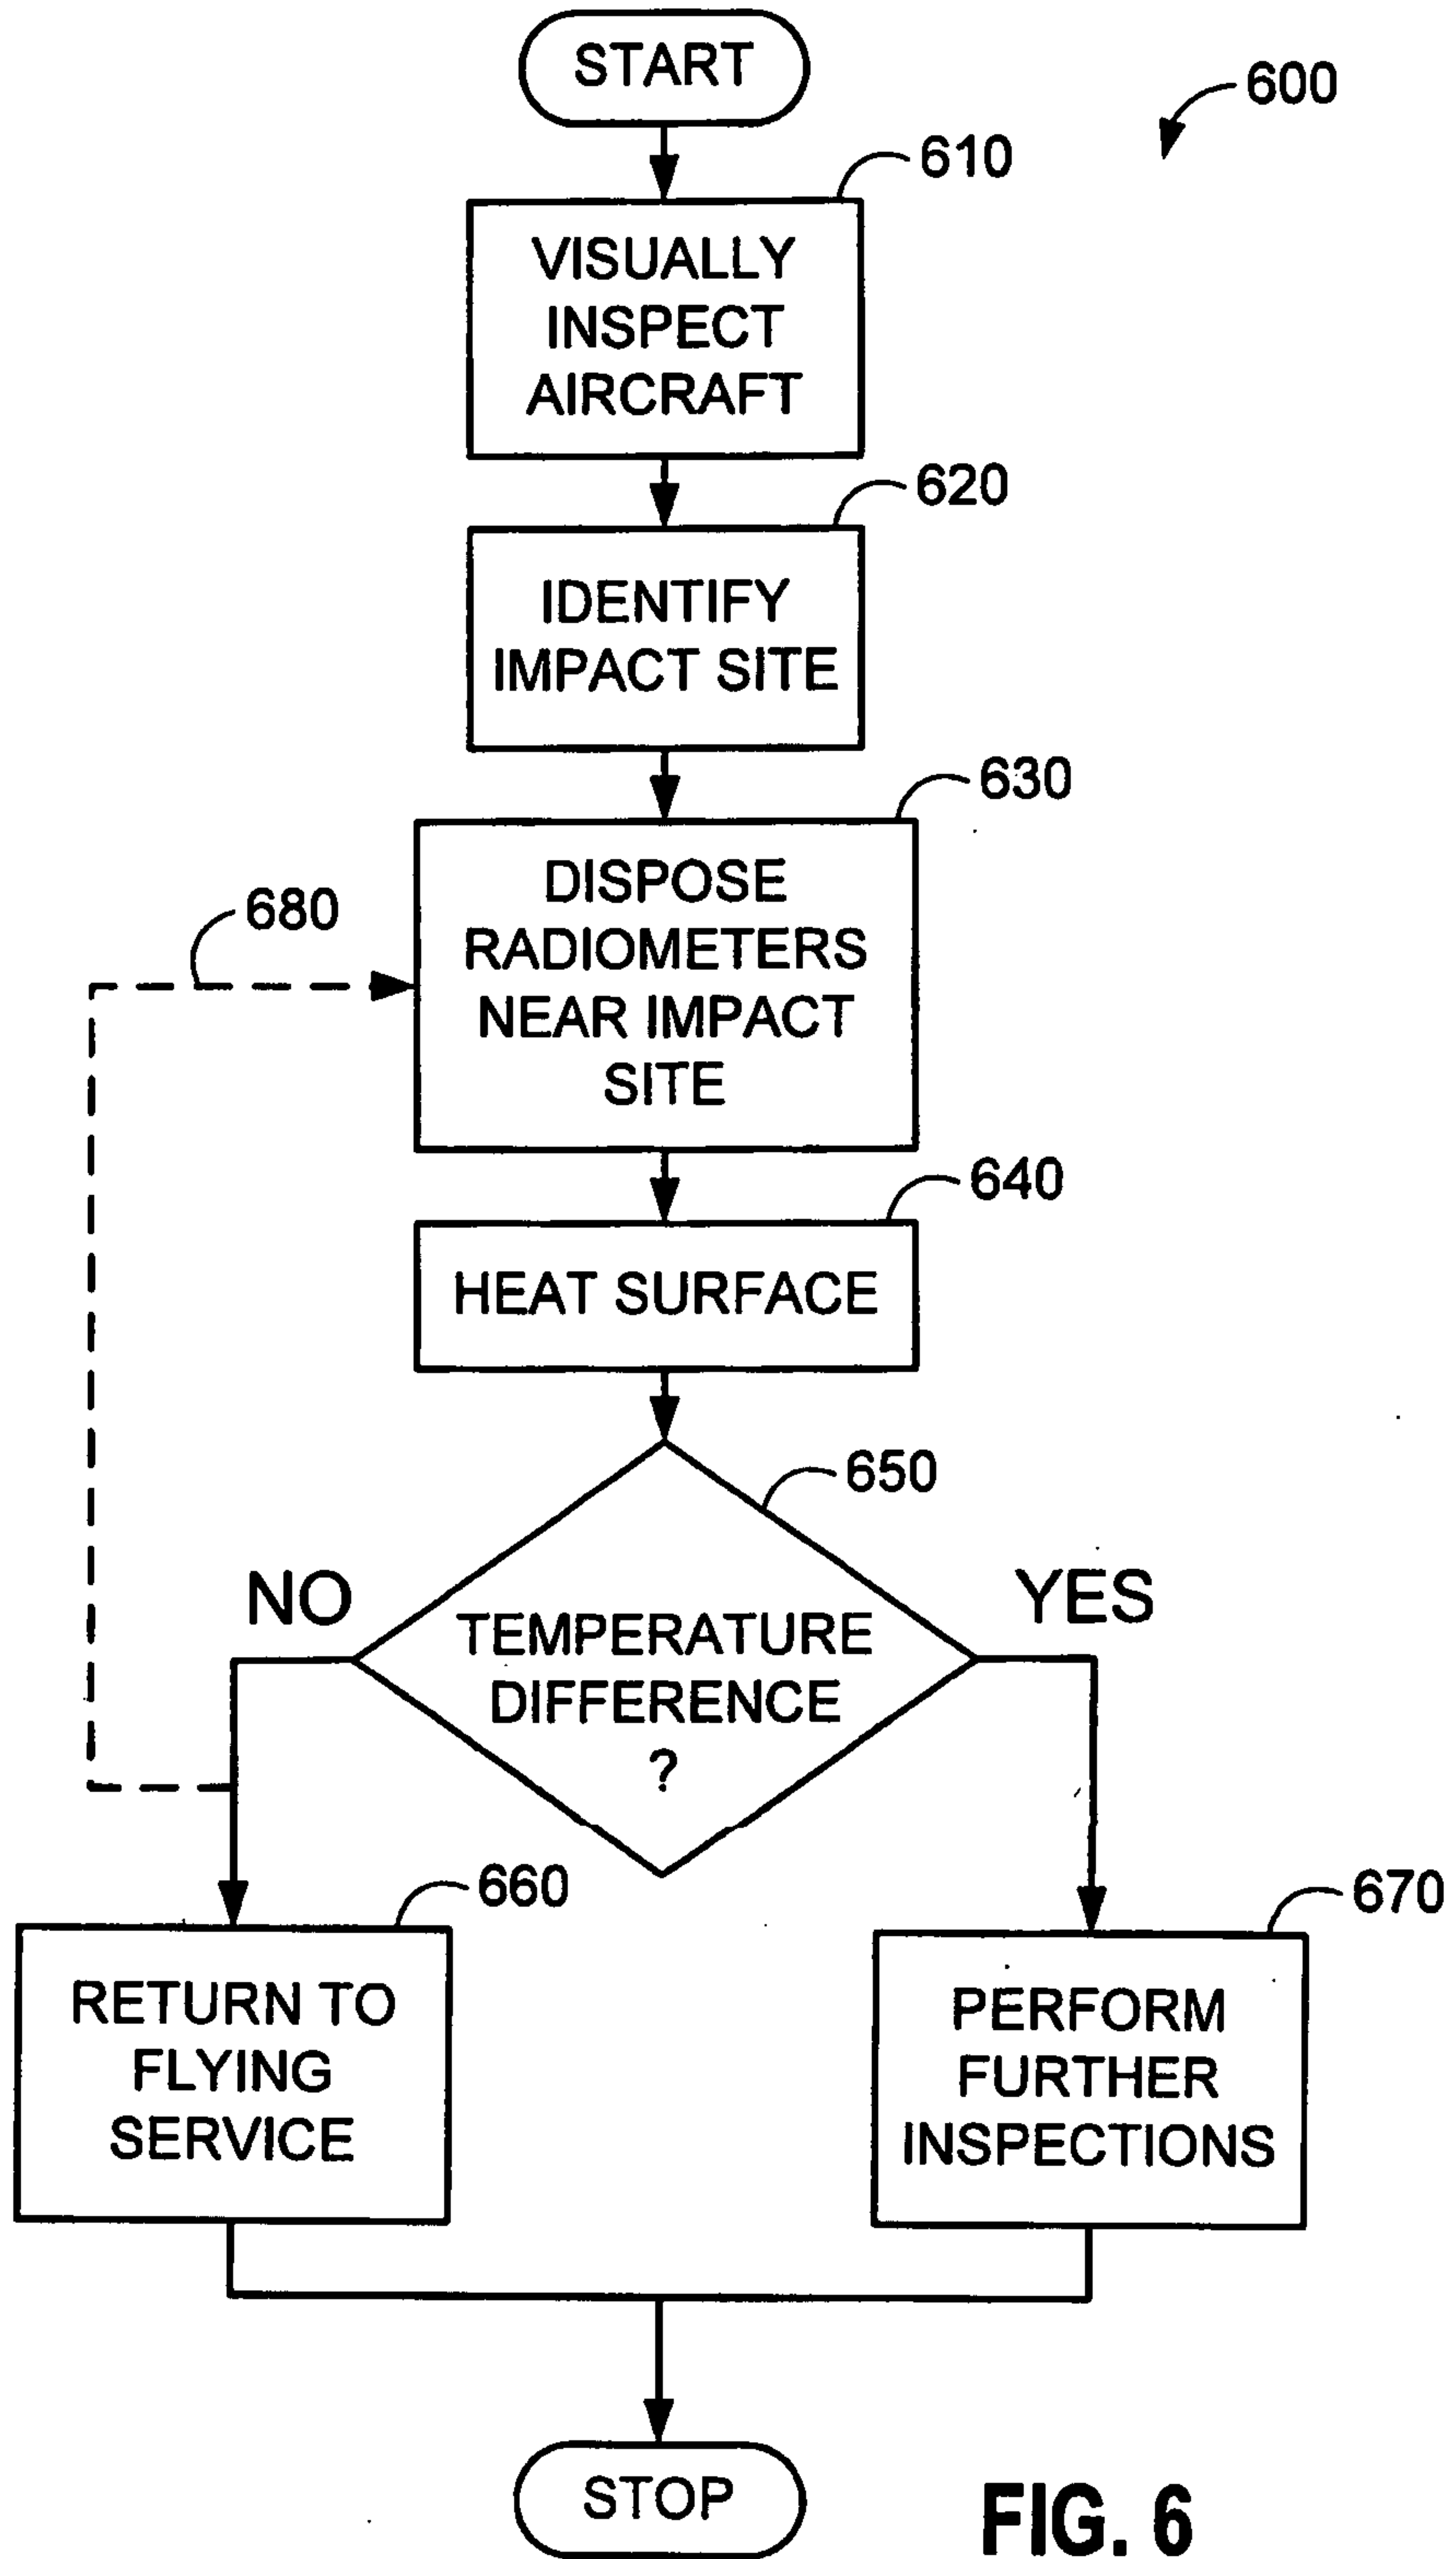 START
600
610
VISUALLY
INSPECT
AIRCRAFT
620
IDENTIFY
IMPACT SITE
630
DISPOSE
RADIOMETERS
NEAR IMPACT
SITE
680
640
HEAT SURFACE
650
NO
YES
TEMPERATURE
DIFFERENCE
?
660
670
RETURN TO
FLYING
SERVICE
PERFORM
FURTHER
INSPECTIONS
STOP
FIG. 6